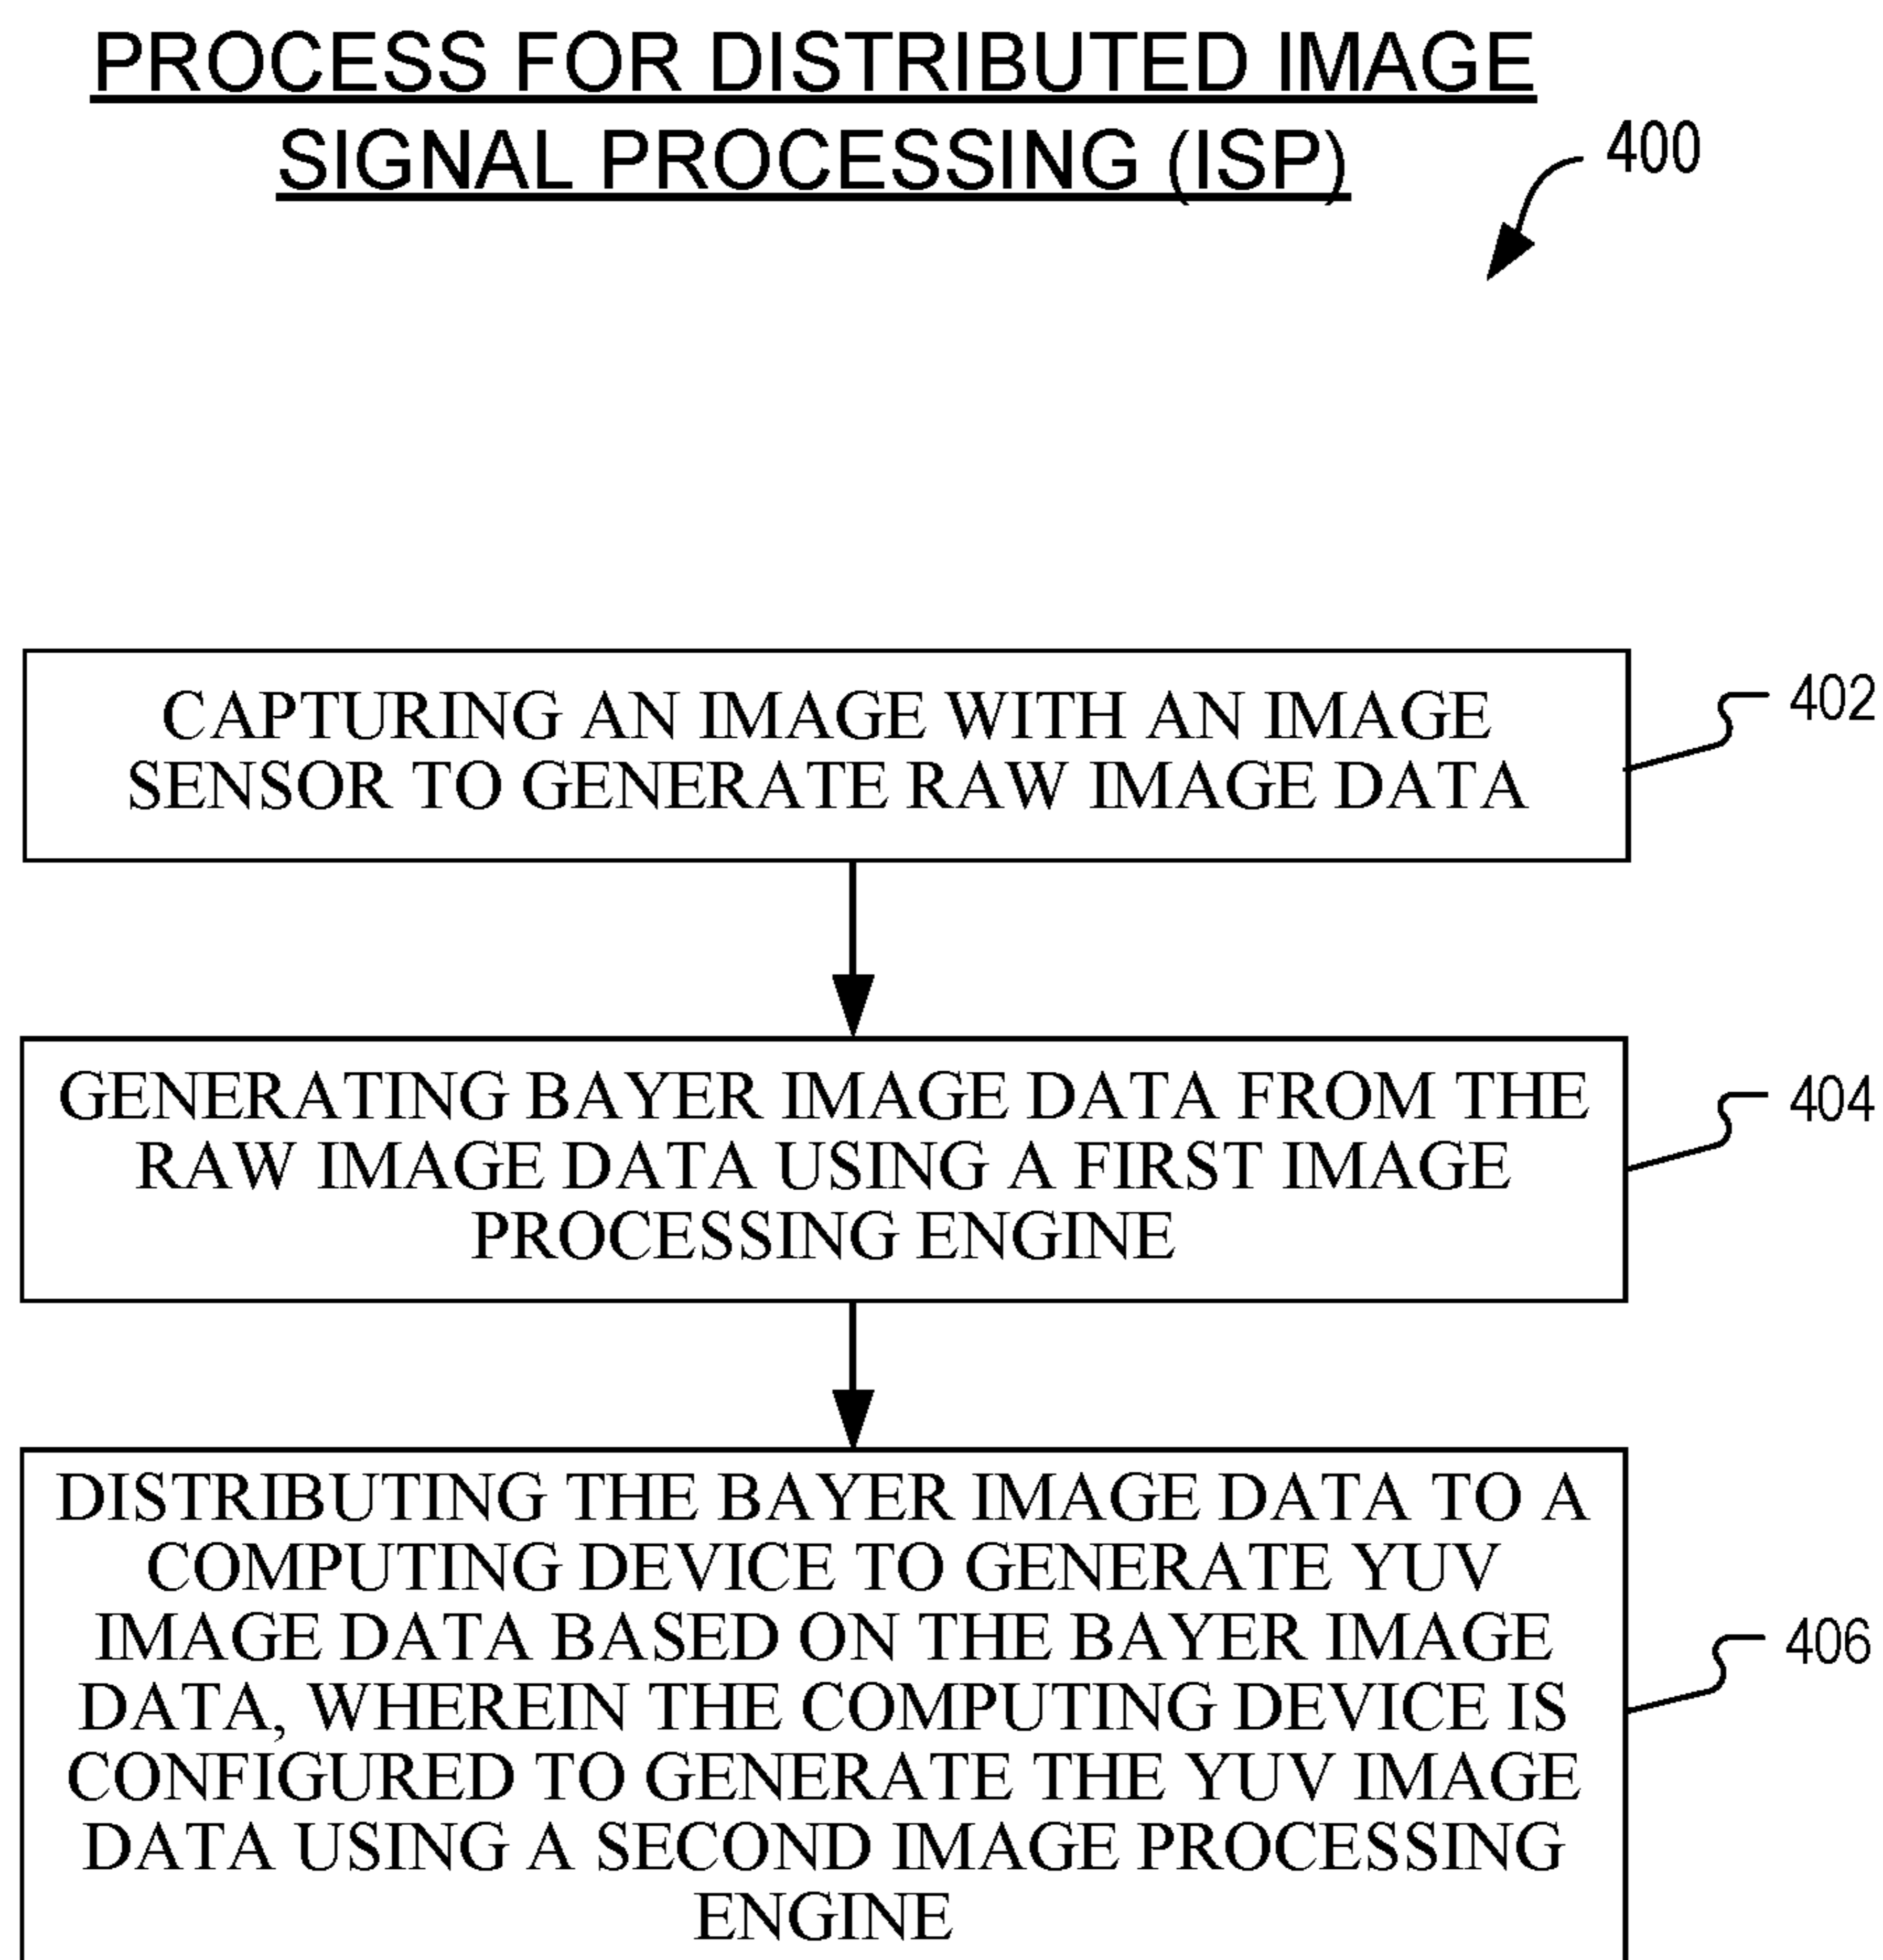 PROCESS FOR DISTRIBUTED IMAGE
SIGNAL PROCESSING (ISP)
400
CAPTURING AN IMAGE WITH AN IMAGE
SENSOR TO GENERATE RAW IMAGE DATA
402
GENERATING BAYER IMAGE DATA FROM THE
RAW IMAGE DATA USING A FIRST IMAGE
PROCESSING ENGINE
404
DISTRIBUTING THE BAYER IMAGE DATA TO A
COMPUTING DEVICE TO GENERATE YUV
IMAGE DATA BASED ON THE BAYER IMAGE
DATA, WHEREIN THE COMPUTING DEVICE IS
CONFIGURED TO GENERATE THE YUV IMAGE
DATA USING A SECOND IMAGE PROCESSING
ENGINE
406